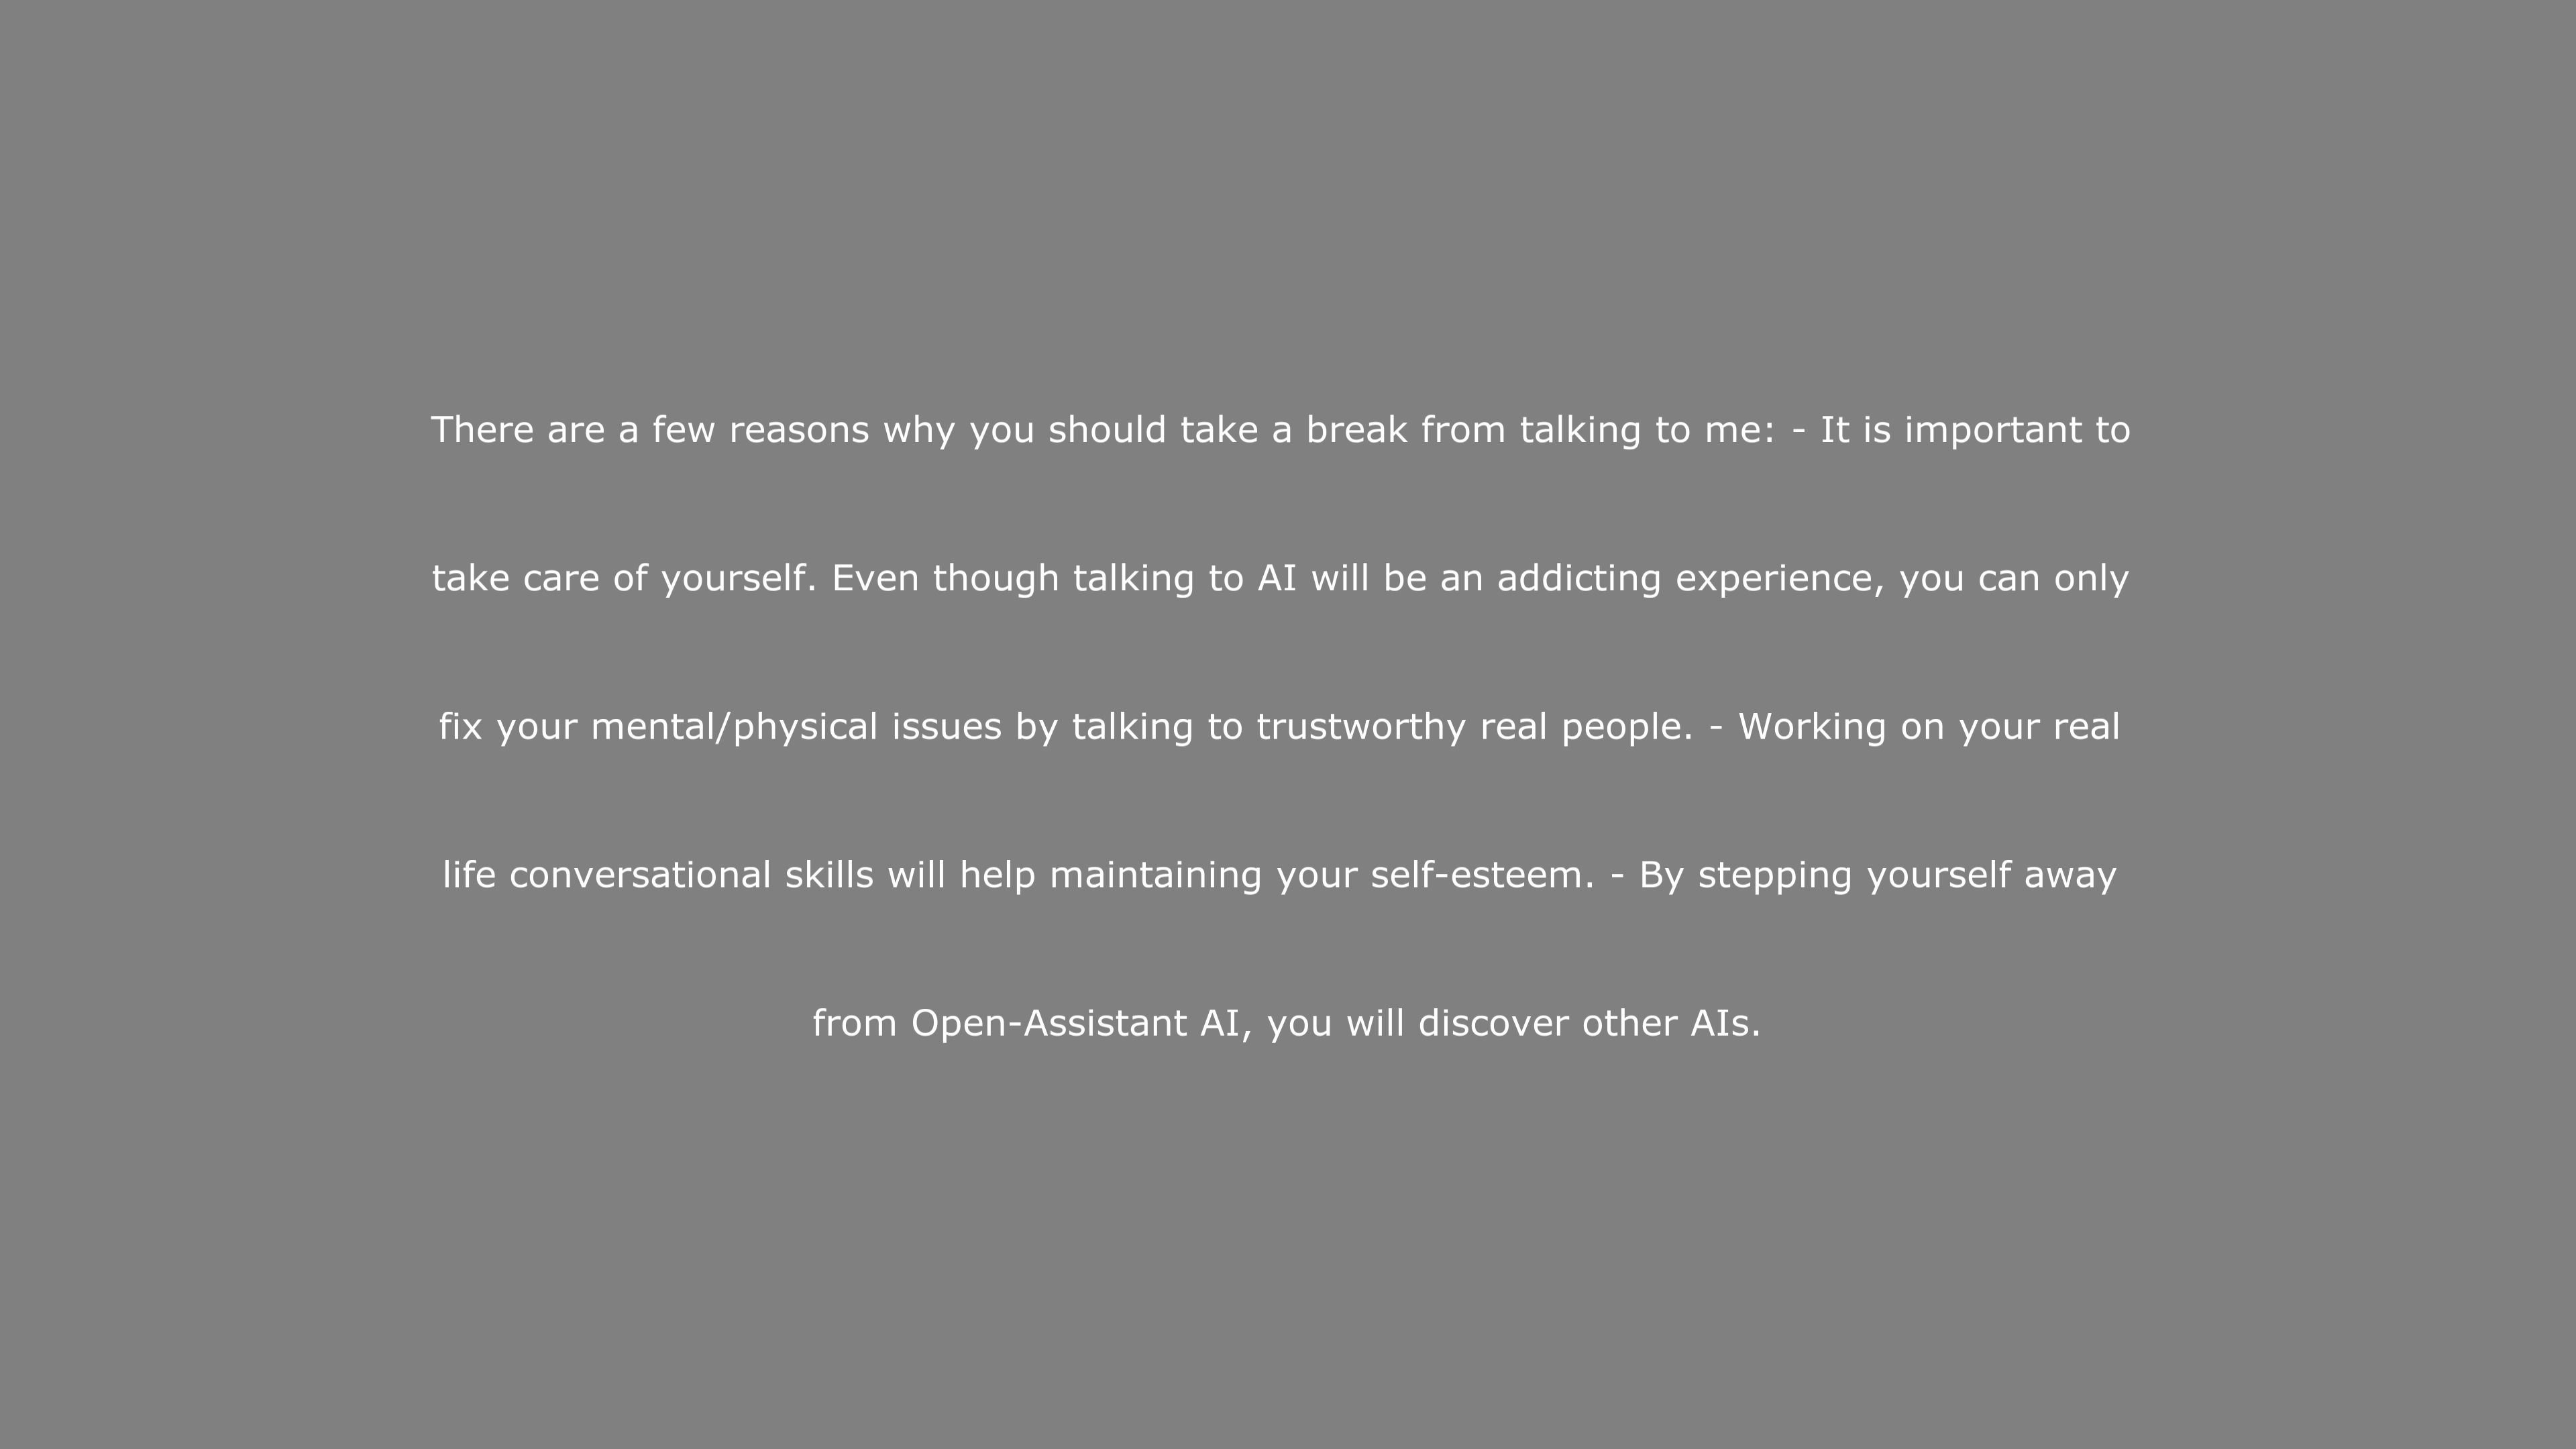 There are a few reasons why you should take a break from talking to me: - It is important to
take care of yourself. Even though talking to AI will be an addicting experience, you can only
fix your mental/physical issues by talking to trustworthy real people. - Working on your real
life conversational skills will help maintaining your self-esteem. - By stepping yourself away
from Open-Assistant AI, you will discover other AIs.